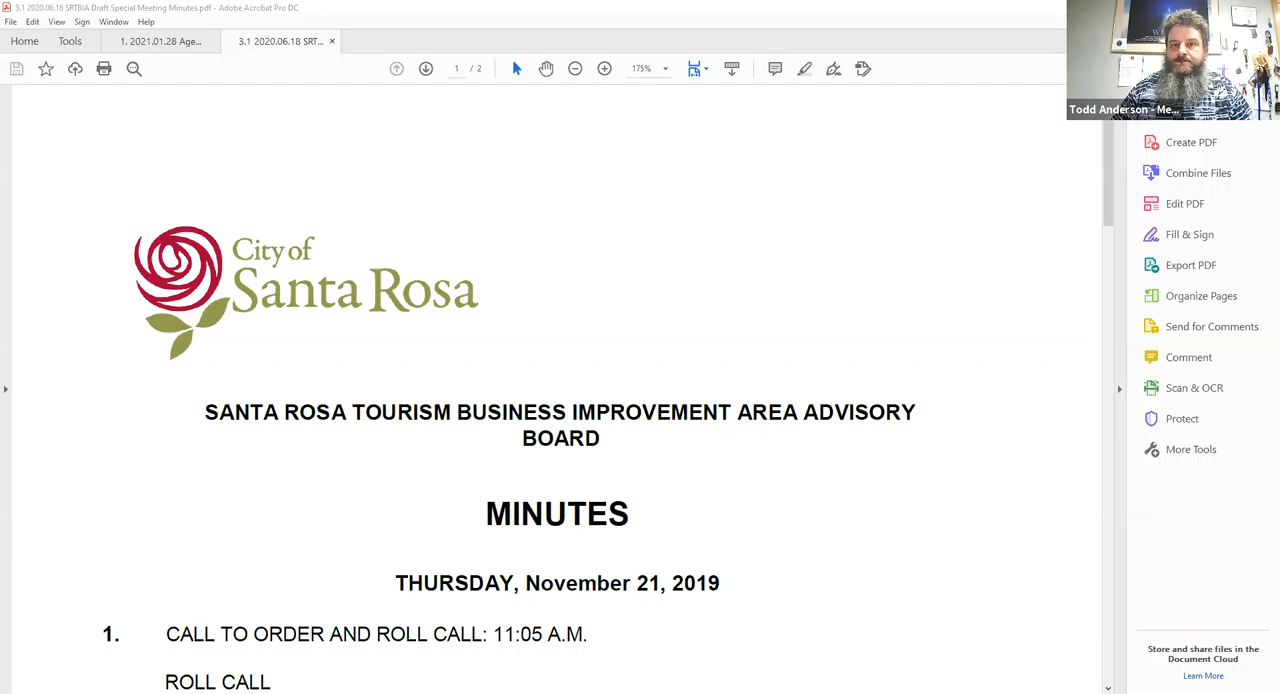 3.1 2020.06.18 SRTBIA Draft Special Meeting Minutes.pdf - Adobe Acrobat Pro DC
File Edit View Sign Window Help
Home Tools 1. 2021.01.28 Age... 3.1 2020.06.18 SRT... ×
1 / 2 175%
Todd Anderson - Me...
Create PDF
Combine Files
Edit PDF
Fill & Sign
Export PDF
Organize Pages
Send for Comments
Comment
Scan & OCR
Protect
More Tools
Store and share files in the
Document Cloud
Learn More
City of
Santa Rosa
SANTA ROSA TOURISM BUSINESS IMPROVEMENT AREA ADVISORY
BOARD
MINUTES
THURSDAY, November 21, 2019
1. CALL TO ORDER AND ROLL CALL: 11:05 A.M.
ROLL CALL